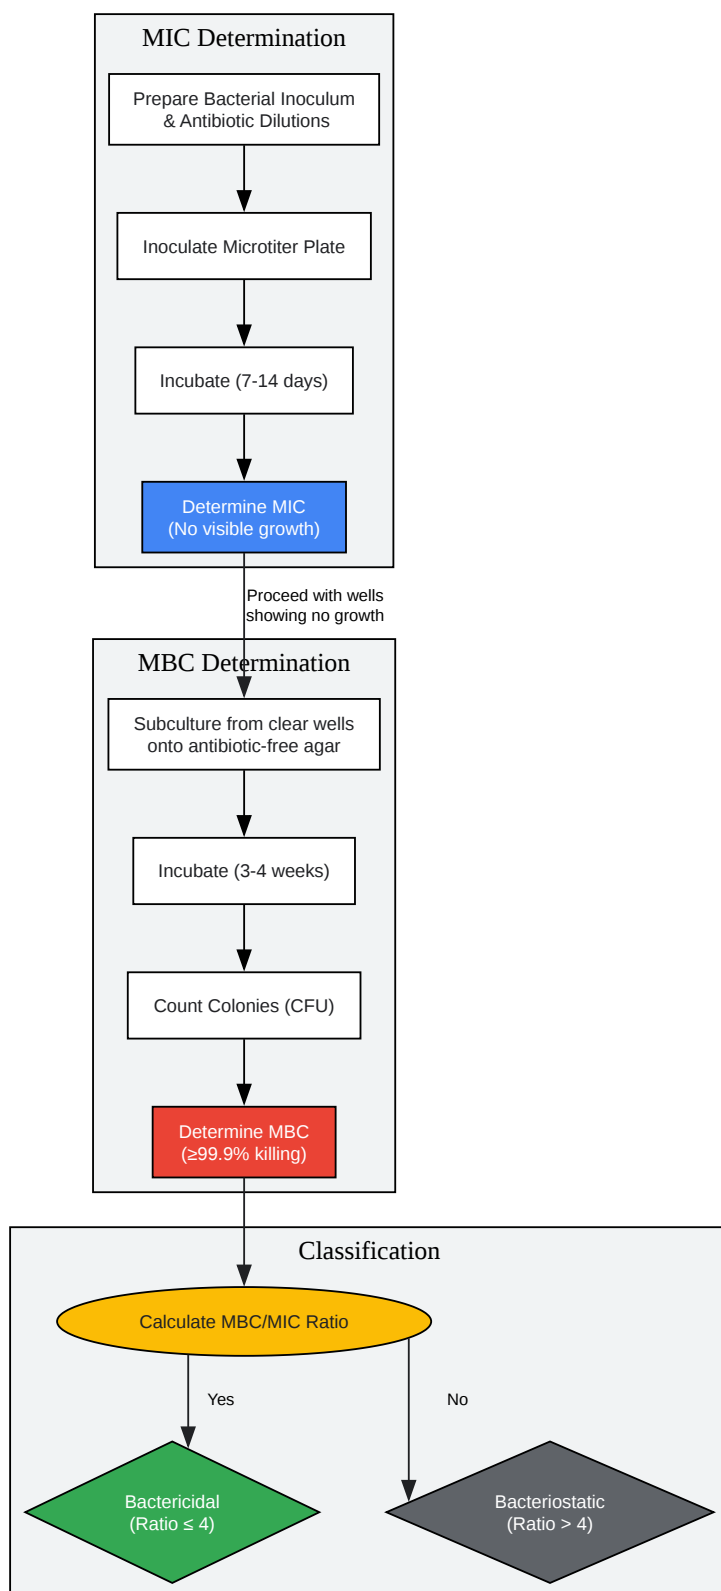 MIC Determination
Prepare Bacterial Inoculum
& Antibiotic Dilutions
Inoculate Microtiter Plate
Incubate (7-14 days)
Determine MIC
(No visible growth)
Proceed with wells
showing no growth
MBC Determination
Subculture from clear wells
onto antibiotic-free agar
Incubate (3-4 weeks)
Count Colonies (CFU)
Determine MBC
(≥99.9% killing)
Classification
Calculate MBC/MIC Ratio
Yes
No
Bactericidal
(Ratio ≤ 4)
Bacteriostatic
(Ratio > 4)